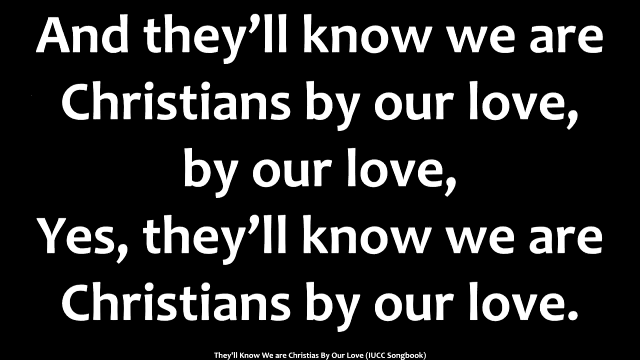 And they’ll know we are
Christians by our love,
by our love,
Yes, they’ll know we are
Christians by our love.
They'll Know We are Christias By Our Love (IUCC Songbook)